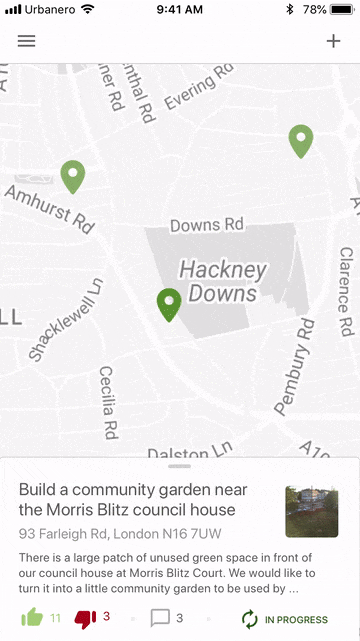 Urbanero 9:41 AM 78%
nthal Rd
ner Rd
Evering Rd
Amhurst Rd
Downs Rd
Hackney
Downs
Clarence Rd
LL
Shacklewell Ln
Pembury Rd
Cecilia Rd
Dalston Ln
A10
Build a community garden near
the Morris Blitz council house
93 Farleigh Rd, London N16 7UW
There is a large patch of unused green space in front of
our council house at Morris Blitz Court. We would like to
turn it into a little community garden to be used by ...
11 3 3 IN PROGRESS